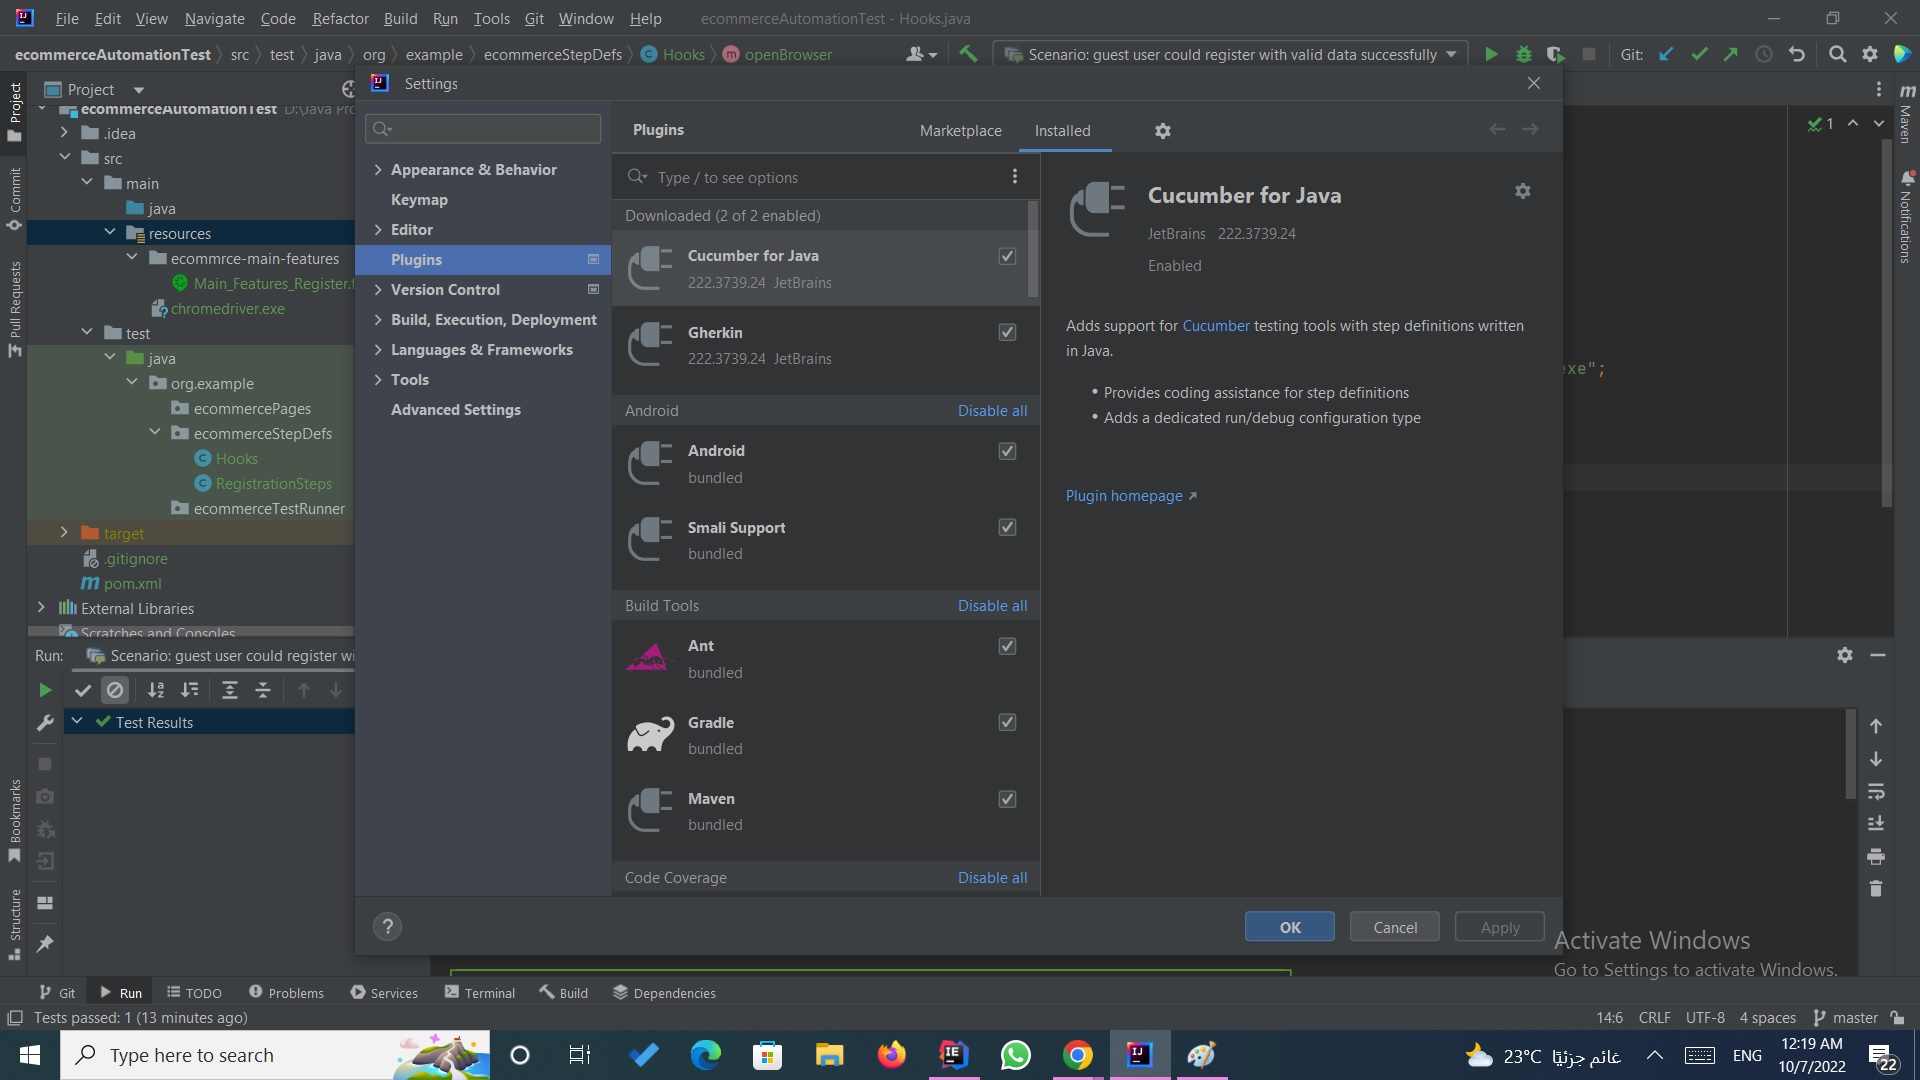 File Edit View Navigate Code Refactor Build Run Tools Git Window Help ecommerceAutomationTest - Hooks.java
ecommerceAutomationTest src test java org example ecommerceStepDefs Hooks openBrowser Scenario: guest user could register with valid data successfully Git:
Project
Commit
Pull Requests
Bookmarks
Structure
Project
ecommerceAutomationTest
.idea
src
main
java
resources
ecommrce-main-features
Main_Features_Register.f
chromedriver.exe
test
java
org.example
ecommercePages
ecommerceStepDefs
Hooks
RegistrationSteps
ecommerceTestRunner
target
.gitignore
pom.xml
External Libraries
Scratches and Consoles
Settings
Appearance & Behavior
Keymap
Editor
Plugins
Version Control
Build, Execution, Deployment
Languages & Frameworks
Tools
Advanced Settings
Plugins Marketplace Installed
Type / to see options
Downloaded (2 of 2 enabled)
Cucumber for Java
222.3739.24 JetBrains
Gherkin
222.3739.24 JetBrains
Android Disable all
Android
bundled
Smali Support
bundled
Build Tools Disable all
Ant
bundled
Gradle
bundled
Maven
bundled
Code Coverage Disable all
Cucumber for Java
JetBrains 222.3739.24
Enabled
Adds support for Cucumber testing tools with step definitions written
in Java.
• Provides coding assistance for step definitions
• Adds a dedicated run/debug configuration type
Plugin homepage
? OK Cancel Apply
1
xe";
Maven
Notifications
Run: Scenario: guest user could register wi
Test Results
Activate Windows
Go to Settings to activate Windows.
Git Run TODO Problems Services Terminal Build Dependencies
Tests passed: 1 (13 minutes ago) 14:6 CRLF UTF-8 4 spaces master
Type here to search 23°C غائم جزئيًا ENG 12:19 AM
10/7/2022 22